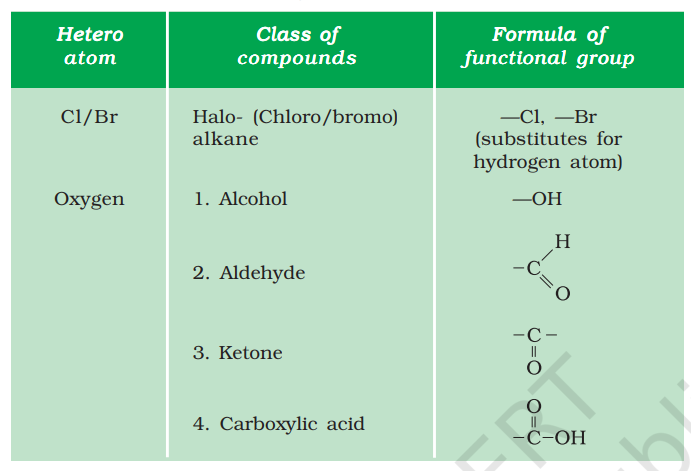 Hetero atom
Class of compounds
Formula of functional group
Cl/Br
Halo- (Chloro/bromo) alkane
—Cl, —Br
(substitutes for
hydrogen atom)
Oxygen
1. Alcohol
—OH
2. Aldehyde
H
–C
O
3. Ketone
–C–
O
4. Carboxylic acid
O
–C–OH